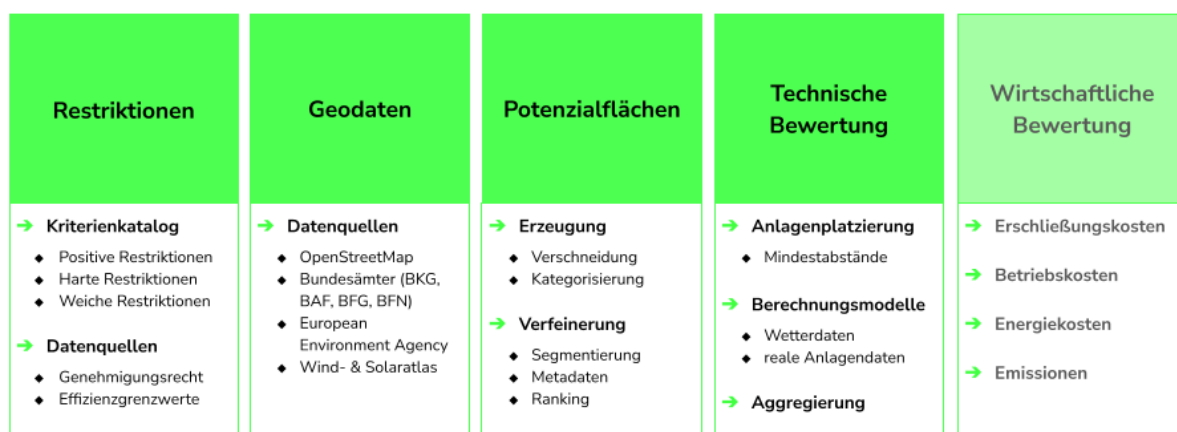 Restriktionen
Kriterienkatalog
Positive Restriktionen
Harte Restriktionen
Weiche Restriktionen
Datenquellen
Genehmigungsrecht
Effizienzgrenzwerte
Geodaten
Datenquellen
OpenStreetMap
Bundesämter (BKG,
BAF, BFG, BFN)
European
Environment Agency
Wind- & Solaratlas
Potenzialflächen
Erzeugung
Verschneidung
Kategorisierung
Verfeinerung
Segmentierung
Metadaten
Ranking
Technische
Bewertung
Anlagenplatzierung
Mindestabstände
Berechnungsmodelle
Wetterdaten
reale Anlagendaten
Aggregierung
Wirtschaftliche
Bewertung
Erschließungskosten
Betriebskosten
Energiekosten
Emissionen